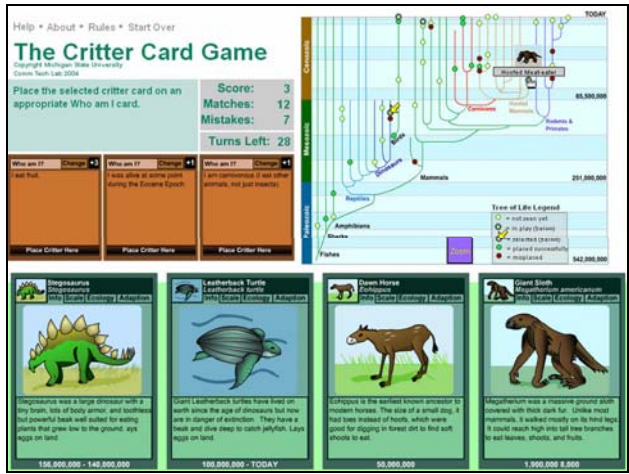 Help • About • Rules • Start Over
The Critter Card Game
Copyright Michigan State University
Comm Tech Lab 2004
Place the selected critter card on an
appropriate Who am I card.
Score: 3
Matches: 12
Mistakes: 7
Turns Left: 28
Who am I? Change +3
I eat fruit.
Place Critter Here
Who am I? Change +1
I was alive at some point
during the Eocene Epoch
Place Critter Here
Who am I? Change +1
I am carnivorous (I eat other
animals, not just insects)
Place Critter Here
TODAY
Cenozoic
Hoofed Meat-eater
65,500,000
Carnivores
Hoofed
Mammals
Rodents &
Primates
Mesozoic
Birds
Dinosaurs
Mammals
251,000,000
Reptiles
Paleozoic
Amphibians
Sharks
Fishes
Zoom
Tree of Life Legend
= not seen yet
= in play (below)
= selected (below)
= placed successfully
= misplaced
542,000,000
Stegosaurus
Stegosaurus
Info Scale Ecology Adaption
Stegosaurus was a large dinosaur with a
tiny brain, lots of body armor, and toothless
but powerful beak well suited for eating
plants that grew low to the ground. ays
eggs on land
156,000,000 - 140,000,000
Leatherback Turtle
Leatherback turtle
Info Scale Ecology Adaption
Giant Leatherback turtles have lived on
earth since the age of dinosaurs but now
are in danger of extinction. They have a
beak and dive deep to catch jellyfish. Lays
eggs on land
100,000,000 - TODAY
Dawn Horse
Eohippus
Info Scale Ecology Adaption
Eohippus is the earliest known ancestor to
modern horses. The size of a small dog, it
had toes instead of hoofs, which were
good for digging in forest dirt to find soft
shoots to eat.
50,000,000
Giant Sloth
Megatherium americanum
Info Scale Ecology Adaption
Megatherium was a massive ground sloth
covered with thick dark fur. Unlike most
mammals, it walked mostly on its hind legs.
It could reach high into tall tree branches
to eat leaves, shoots, and fruits.
1,900,000 8,000